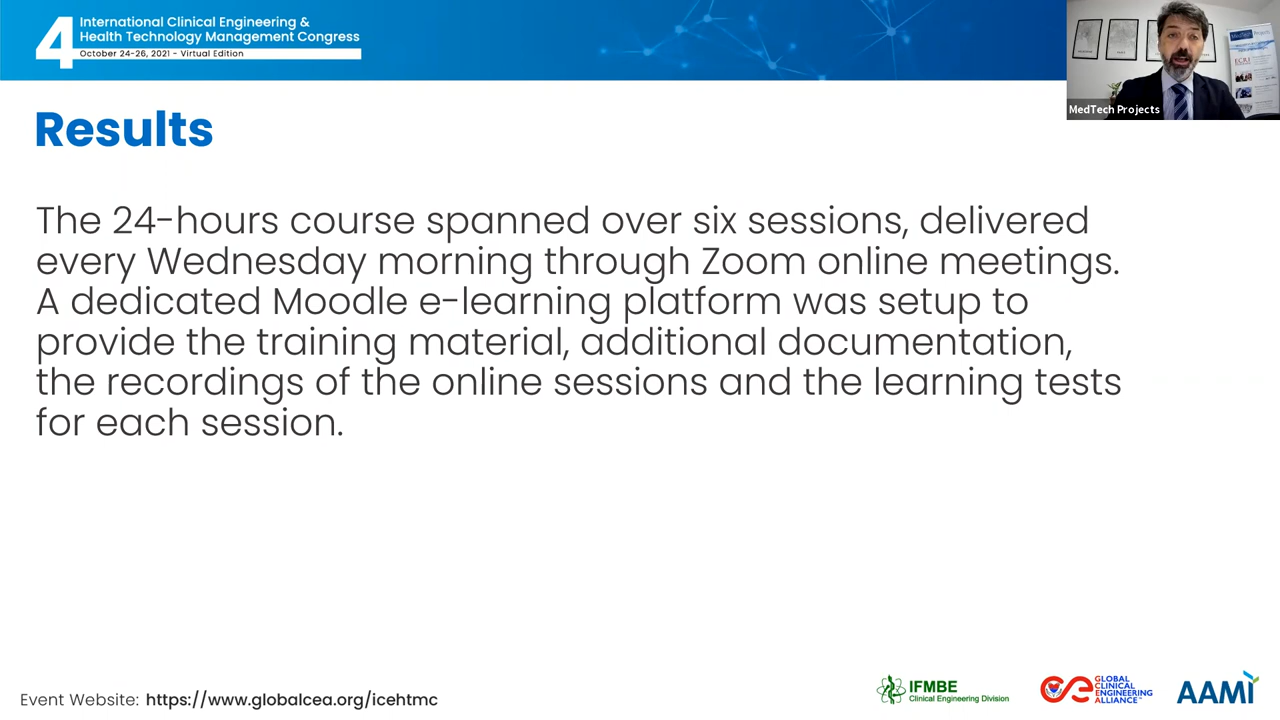 4
International Clinical Engineering &
Health Technology Management Congress
October 24-26, 2021 - Virtual Edition
MedTech Projects
ECRI
MedTech Projects
Results
The 24-hours course spanned over six sessions, delivered
every Wednesday morning through Zoom online meetings.
A dedicated Moodle e-learning platform was setup to
provide the training material, additional documentation,
the recordings of the online sessions and the learning tests
for each session.
Event Website: https://www.globalcea.org/icehtmc
IFMBE
Clinical Engineering Division
GLOBAL
CLINICAL
ENGINEERING
ALLIANCE
AAMI